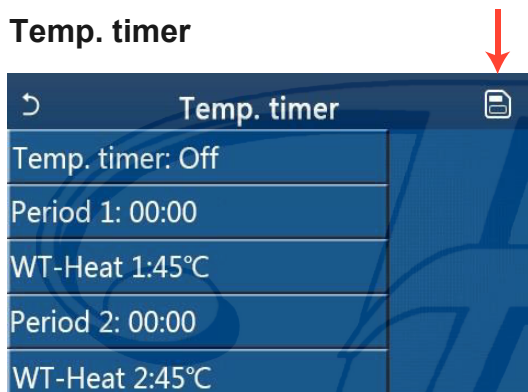 Temp. timer
Temp. timer
Temp. timer: Off
Period 1: 00:00
WT-Heat 1:45℃
Period 2: 00:00
WT-Heat 2:45℃